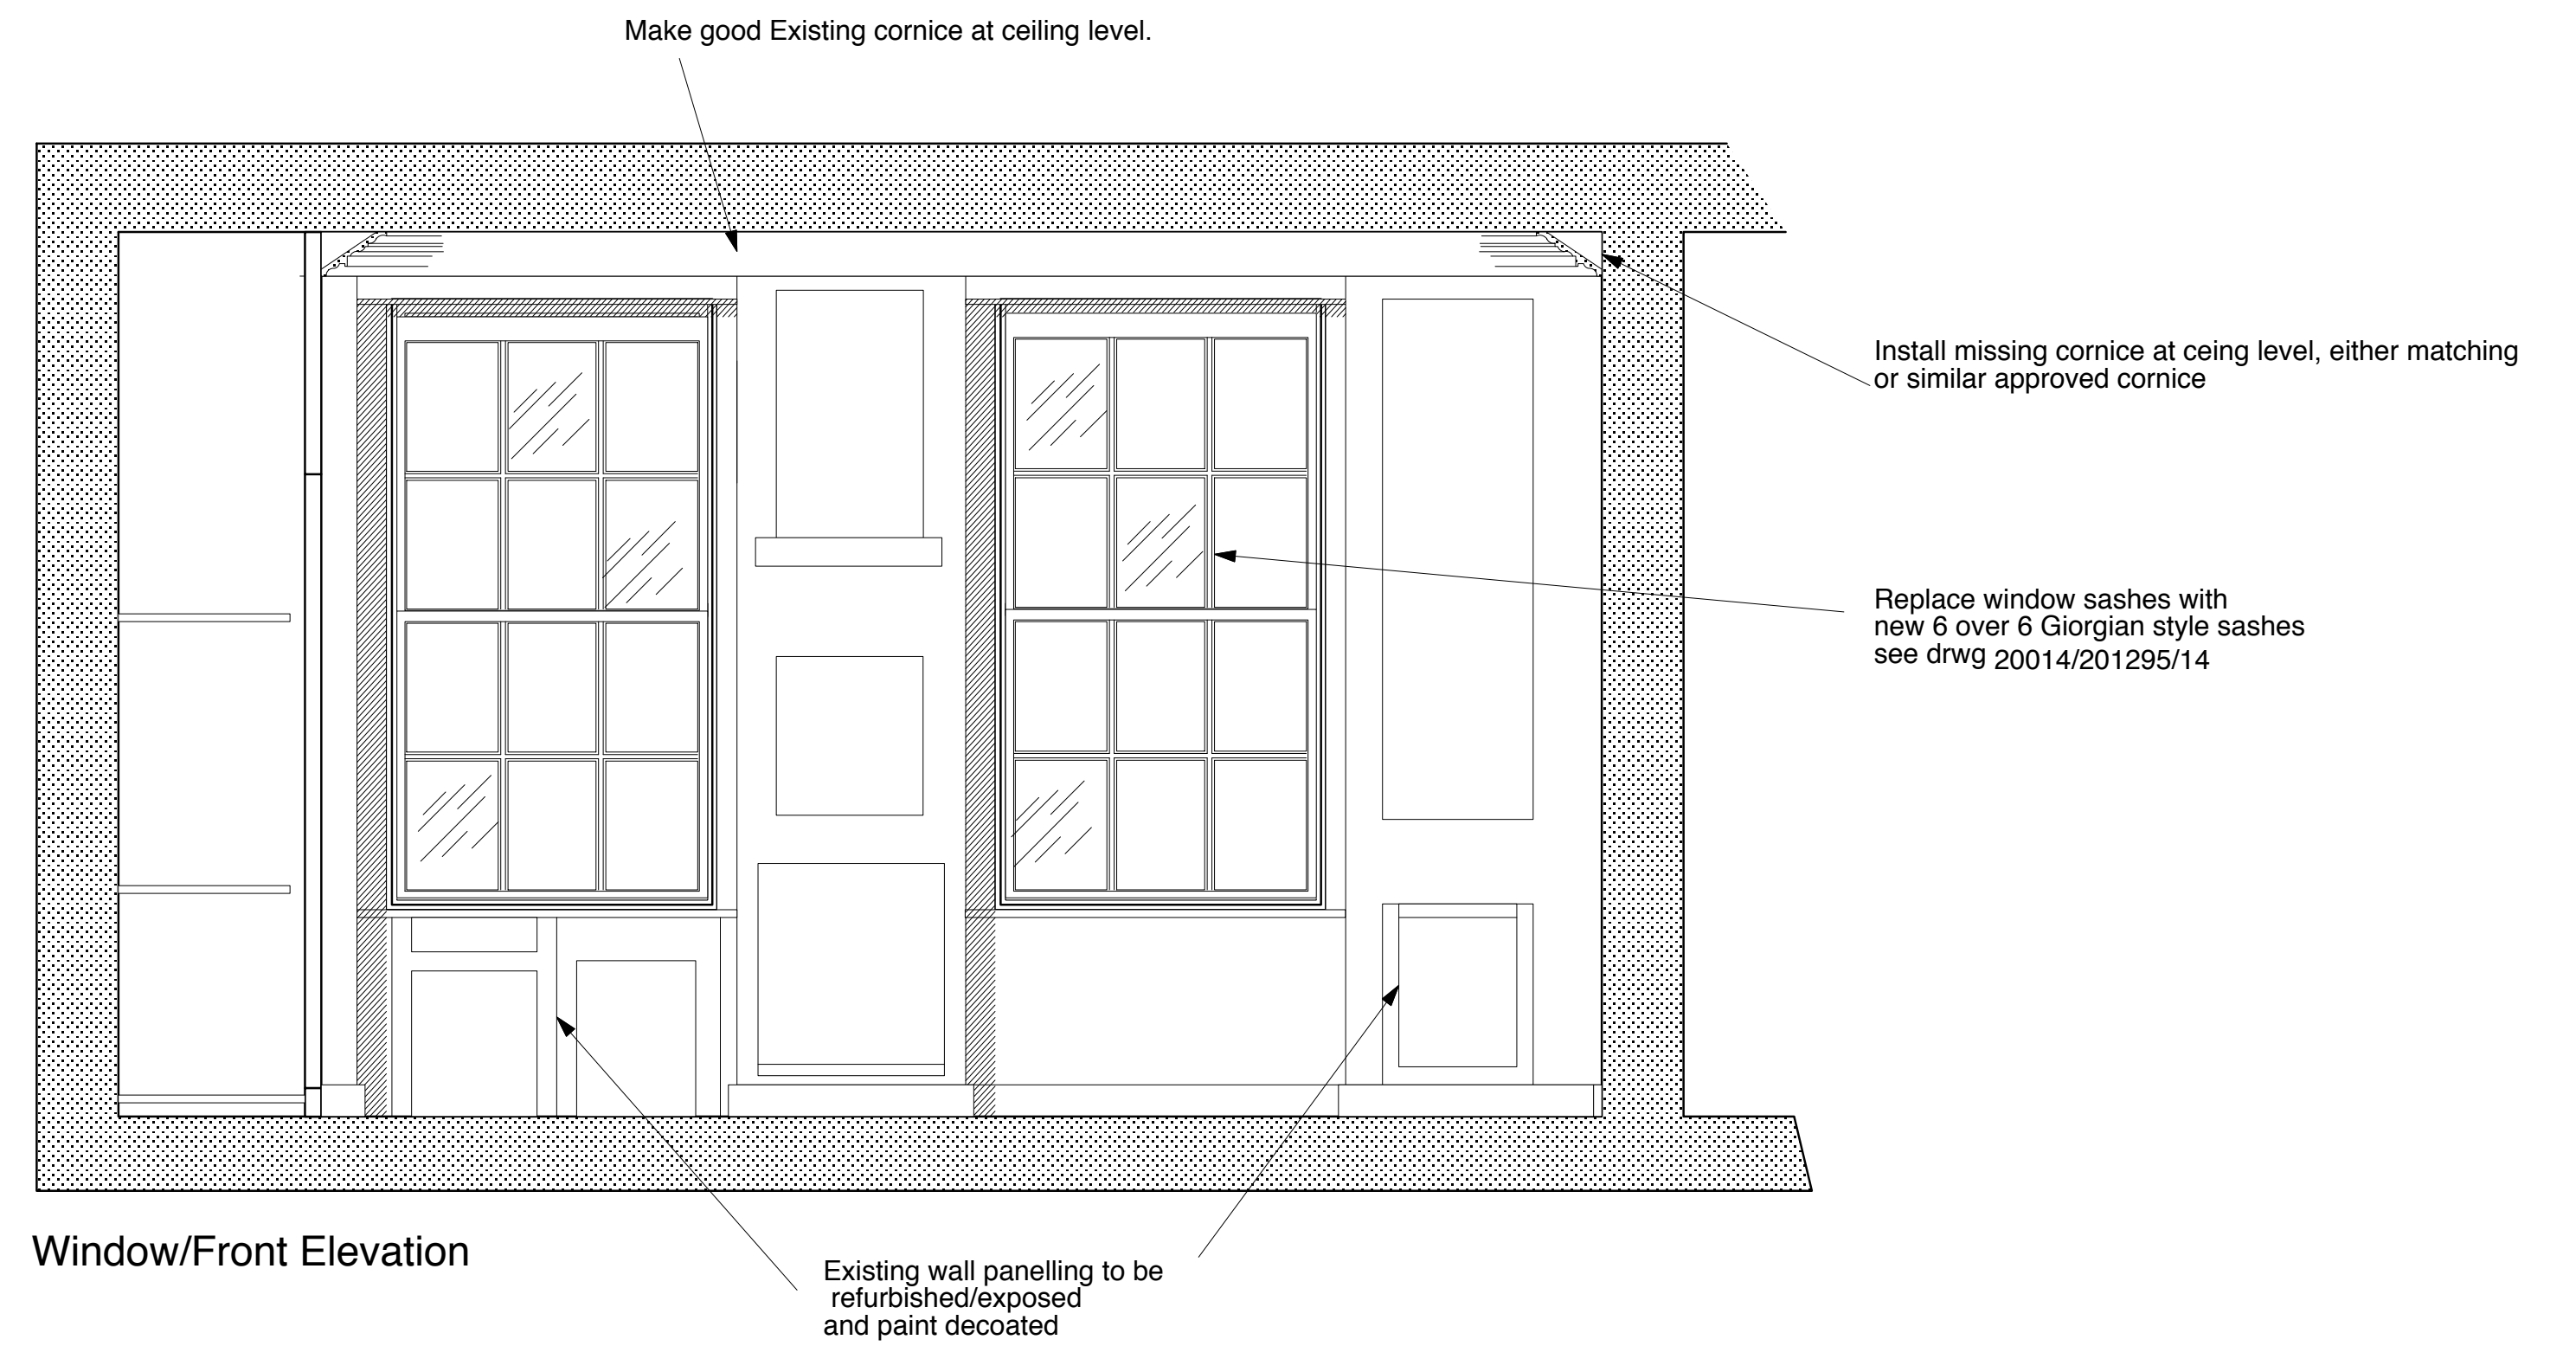 Make good Existing cornice at ceiling level.
Install missing cornice at ceing level, either matching
or similar approved cornice
Replace window sashes with
new 6 over 6 Giorgian style sashes
see drwg 20014/201295/14
Window/Front Elevation
Existing wall panelling to be
refurbished/exposed
and paint decoated